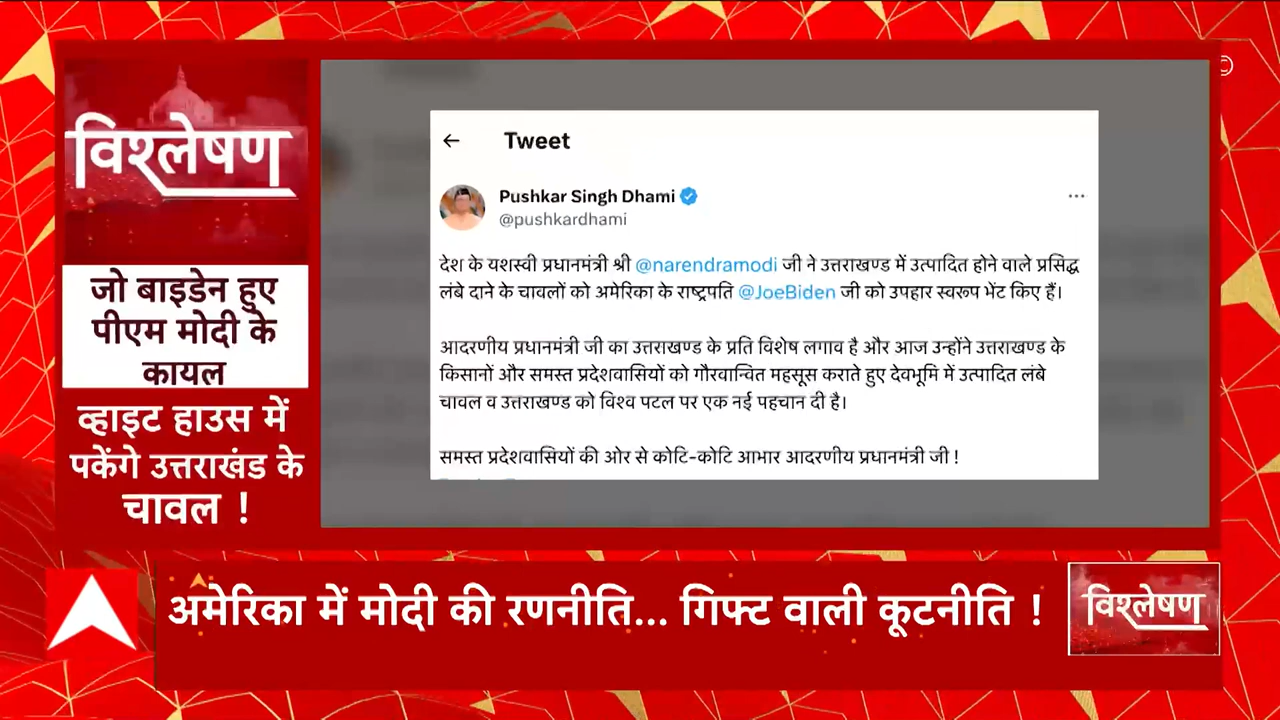 विश्लेषण
जो बाइडेन हुए
पीएम मोदी के
कायल
व्हाइट हाउस में
पकेंगे उत्तराखंड के
चावल !
©
Tweet
Pushkar Singh Dhami
@pushkardhami
देश के यशस्वी प्रधानमंत्री श्री @narendramodi जी ने उत्तराखण्ड में उत्पादित होने वाले प्रसिद्ध
लंबे दाने के चावलों को अमेरिका के राष्ट्रपति @JoeBiden जी को उपहार स्वरूप भेंट किए हैं।
आदरणीय प्रधानमंत्री जी का उत्तराखण्ड के प्रति विशेष लगाव है और आज उन्होंने उत्तराखण्ड के
किसानों और समस्त प्रदेशवासियों को गौरवान्वित महसूस कराते हुए देवभूमि में उत्पादित लंबे
चावल व उत्तराखण्ड को विश्व पटल पर एक नई पहचान दी है।
समस्त प्रदेशवासियों की ओर से कोटि-कोटि आभार आदरणीय प्रधानमंत्री जी !
अमेरिका में मोदी की रणनीति... गिफ्ट वाली कूटनीति !
विश्लेषण